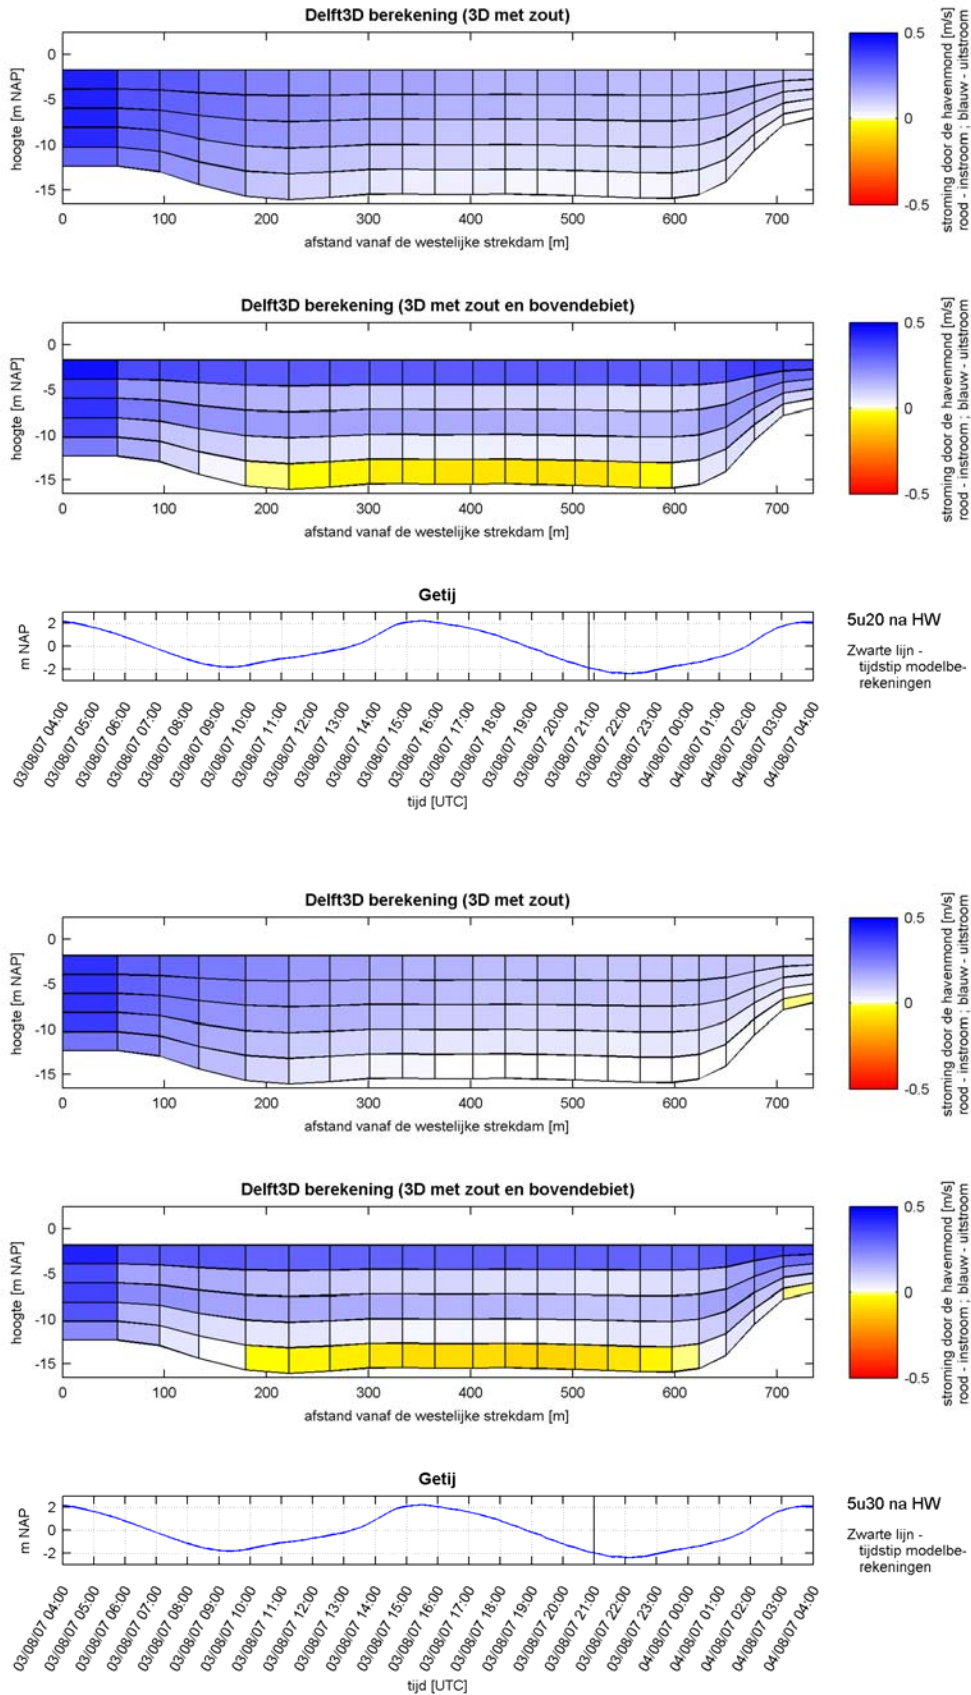 Delft3D berekening (3D met zout)
0
-5
-10
-15
hoogte [m NAP]
0 100 200 300 400 500 600 700
afstand vanaf de westelijke strekdam [m]
0.5
0
-0.5
stroming door de havenmond [m/s]
rood - instroom ; blauw - uitstroom
Delft3D berekening (3D met zout en bovendebiet)
0
-5
-10
-15
hoogte [m NAP]
0 100 200 300 400 500 600 700
afstand vanaf de westelijke strekdam [m]
0.5
0
-0.5
stroming door de havenmond [m/s]
rood - instroom ; blauw - uitstroom
Getij
2
0
-2
m NAP
03/08/07 04:00
03/08/07 05:00
03/08/07 06:00
03/08/07 07:00
03/08/07 08:00
03/08/07 09:00
03/08/07 10:00
03/08/07 11:00
03/08/07 12:00
03/08/07 13:00
03/08/07 14:00
03/08/07 15:00
03/08/07 16:00
03/08/07 17:00
03/08/07 18:00
03/08/07 19:00
03/08/07 20:00
03/08/07 21:00
03/08/07 22:00
03/08/07 23:00
04/08/07 00:00
04/08/07 01:00
04/08/07 02:00
04/08/07 03:00
04/08/07 04:00
tijd [UTC]
5u20 na HW
Zwarte lijn -
tijdstip modelbe-
rekeningen
Delft3D berekening (3D met zout)
0
-5
-10
-15
hoogte [m NAP]
0 100 200 300 400 500 600 700
afstand vanaf de westelijke strekdam [m]
0.5
0
-0.5
stroming door de havenmond [m/s]
rood - instroom ; blauw - uitstroom
Delft3D berekening (3D met zout en bovendebiet)
0
-5
-10
-15
hoogte [m NAP]
0 100 200 300 400 500 600 700
afstand vanaf de westelijke strekdam [m]
0.5
0
-0.5
stroming door de havenmond [m/s]
rood - instroom ; blauw - uitstroom
Getij
2
0
-2
m NAP
03/08/07 04:00
03/08/07 05:00
03/08/07 06:00
03/08/07 07:00
03/08/07 08:00
03/08/07 09:00
03/08/07 10:00
03/08/07 11:00
03/08/07 12:00
03/08/07 13:00
03/08/07 14:00
03/08/07 15:00
03/08/07 16:00
03/08/07 17:00
03/08/07 18:00
03/08/07 19:00
03/08/07 20:00
03/08/07 21:00
03/08/07 22:00
03/08/07 23:00
04/08/07 00:00
04/08/07 01:00
04/08/07 02:00
04/08/07 03:00
04/08/07 04:00
tijd [UTC]
5u30 na HW
Zwarte lijn -
tijdstip modelbe-
rekeningen